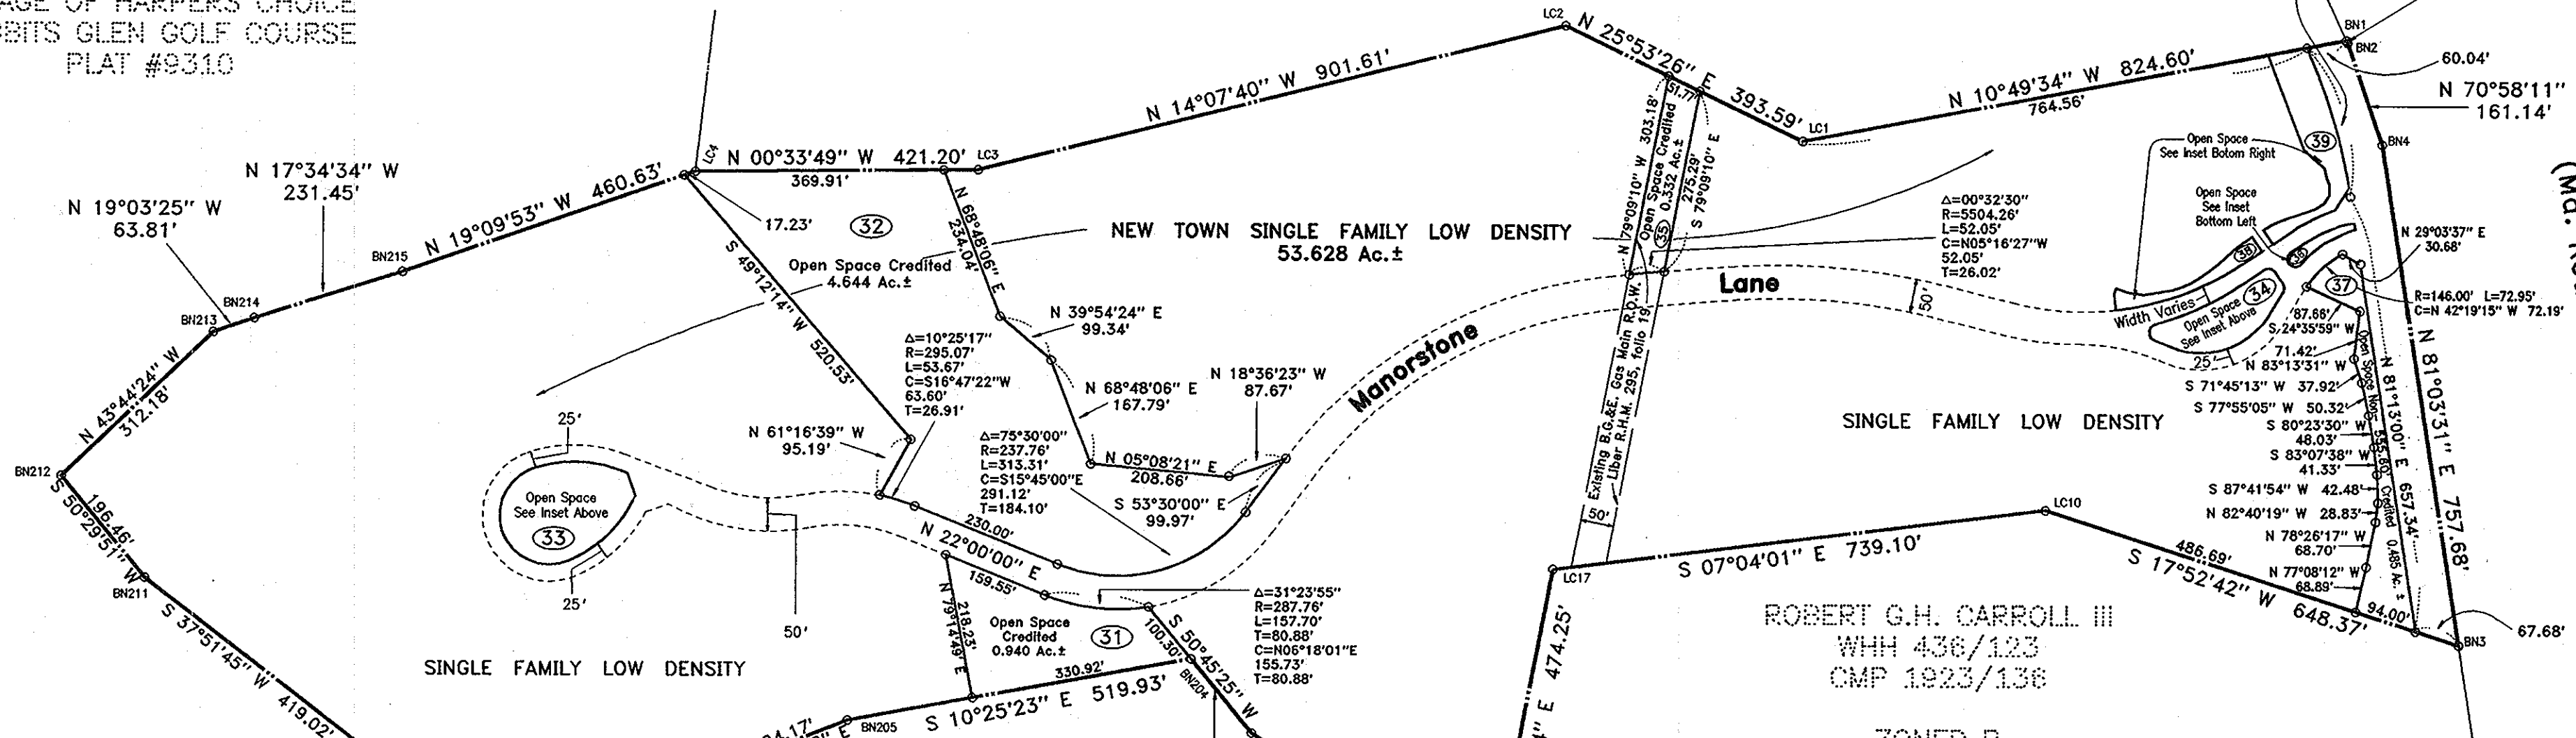 AGE OF HARPERS CHOICE
BITS GLEN GOLF COURSE
PLAT #9310
N 17°34'34" W
231.45'
N 19°03'25" W
63.81'
BN215
BN214
BN213
N 19°09'53" W 460.63'
LC4
N 00°33'49" W 421.20'
369.91'
LC3
17.23'
32
Open Space Credited
4.644 Ac.±
S 49°12'14" W 520.53'
N 68°48'06" E
234.04'
N 14°07'40" W 901.61'
LC2
N 25°53'26" E 393.59'
51.77'
LC1
N 10°49'34" W 824.60'
764.56'
BN1
BN2
60.04'
N 70°58'11"
161.14'
BN4
(Md.
NEW TOWN SINGLE FAMILY LOW DENSITY
53.628 Ac.±
N 79°09'10" W 303.18'
Open Space Credited
35 0.332 Ac.±
275.29'
S 79°09'10" E
Δ=00°32'30"
R=5504.26'
L=52.05'
C=N05°16'27"W
52.05'
T=26.02'
Open Space
See Inset Botom Right
39
Open Space
See Inset
Bottom Left
38
36
Width Varies
Open Space
See Inset Above
34
25'
37
N 29°03'37" E
30.68'
R=146.00' L=72.95'
C=N 42°19'15" W 72.19'
87.66'
S 24°35'59" W
71.42'
N 83°13'31" W
S 71°45'13" W 37.92'
S 77°55'05" W 50.32'
S 80°23'30" W
48.03'
S 83°07'38" W
41.33'
S 87°41'54" W 42.48'
N 82°40'19" W 28.83'
N 78°26'17" W
68.70'
N 77°08'12" W
68.89'
Open Space Non-Credited 0.485 Ac.±
N 81°13'00" E 657.34'
N 81°03'31" E 757.68'
Manorstone Lane
50'
Existing B.G.&E. Gas Main R.O.W.
Liber R.H.M. 295, folio 19
50'
N 39°54'24" E
99.34'
Δ=10°25'17"
R=295.07'
L=53.67'
C=S16°47'22"W
63.60'
T=26.91'
N 68°48'06" E
167.79'
N 18°36'23" W
87.67'
N 61°16'39" W
95.19'
Δ=75°30'00"
R=237.76'
L=313.31'
C=S15°45'00"E
291.12'
T=184.10'
N 05°08'21" E
208.66'
S 53°30'00" E
99.97'
N 43°44'24" W
312.18'
BN212
196.46'
S 50°29'51" W
BN211
S 37°51'45" W 419.02'
25'
Open Space
See Inset Above
33
25'
50'
230.00'
N 22°00'00" E
159.55'
218.23'
N 79°14'49" E
Open Space
Credited
0.940 Ac.±
31
Δ=31°23'55"
R=287.76'
L=157.70'
T=80.88'
C=N06°18'01"E
155.73'
T=80.88'
100.30'
S 50°45'25" W
BN204
330.92'
S 10°25'23" E 519.93'
BN205
SINGLE FAMILY LOW DENSITY
SINGLE FAMILY LOW DENSITY
LC17
S 07°04'01" E 739.10'
LC10
486.69'
S 17°52'42" W 648.37'
94.00'
BN3
67.68'
E 474.25'
ROBERT G.H. CARROLL III
WHH 436/123
CMP 1923/136
ZONED R